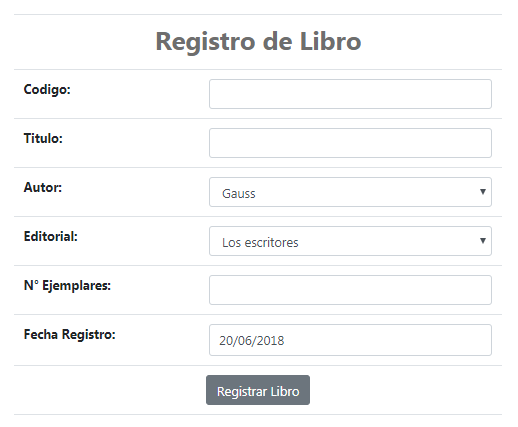 Registro de Libro
Codigo:
Titulo:
Autor: Gauss
Editorial: Los escritores
N° Ejemplares:
Fecha Registro: 20/06/2018
Registrar Libro